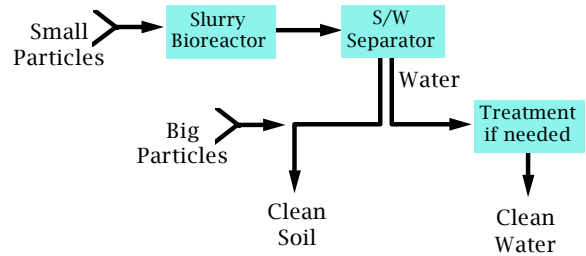 Small
Particles
Slurry
Bioreactor
S/W
Separator
Water
Big
Particles
Treatment
if needed
Clean
Soil
Clean
Water